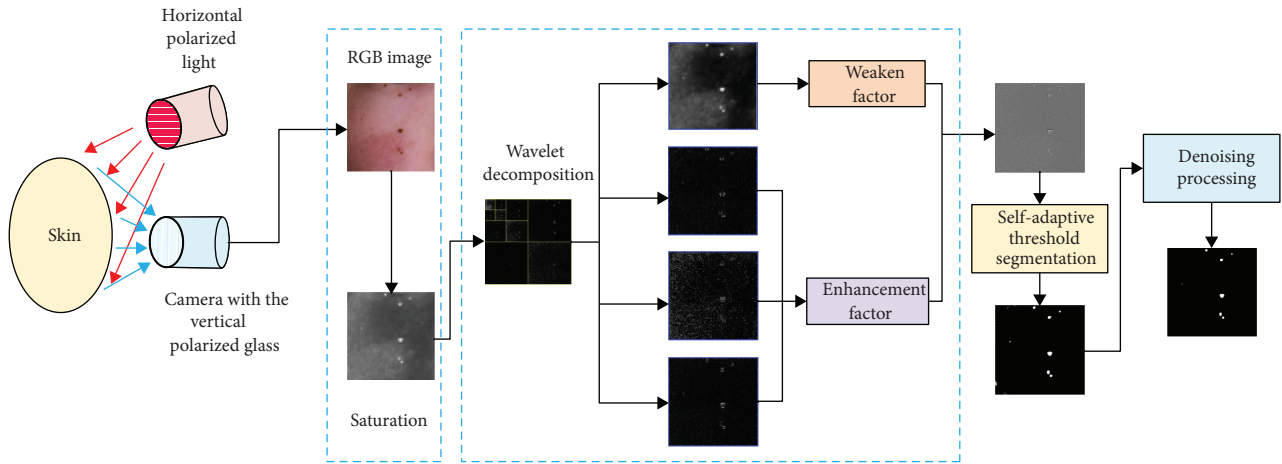 Horizontal
polarized
light
Skin
Camera with the
vertical
polarized glass
RGB image
Saturation
Wavelet
decomposition
Weaken
factor
Enhancement
factor
Self-adaptive
threshold
segmentation
Denoising
processing